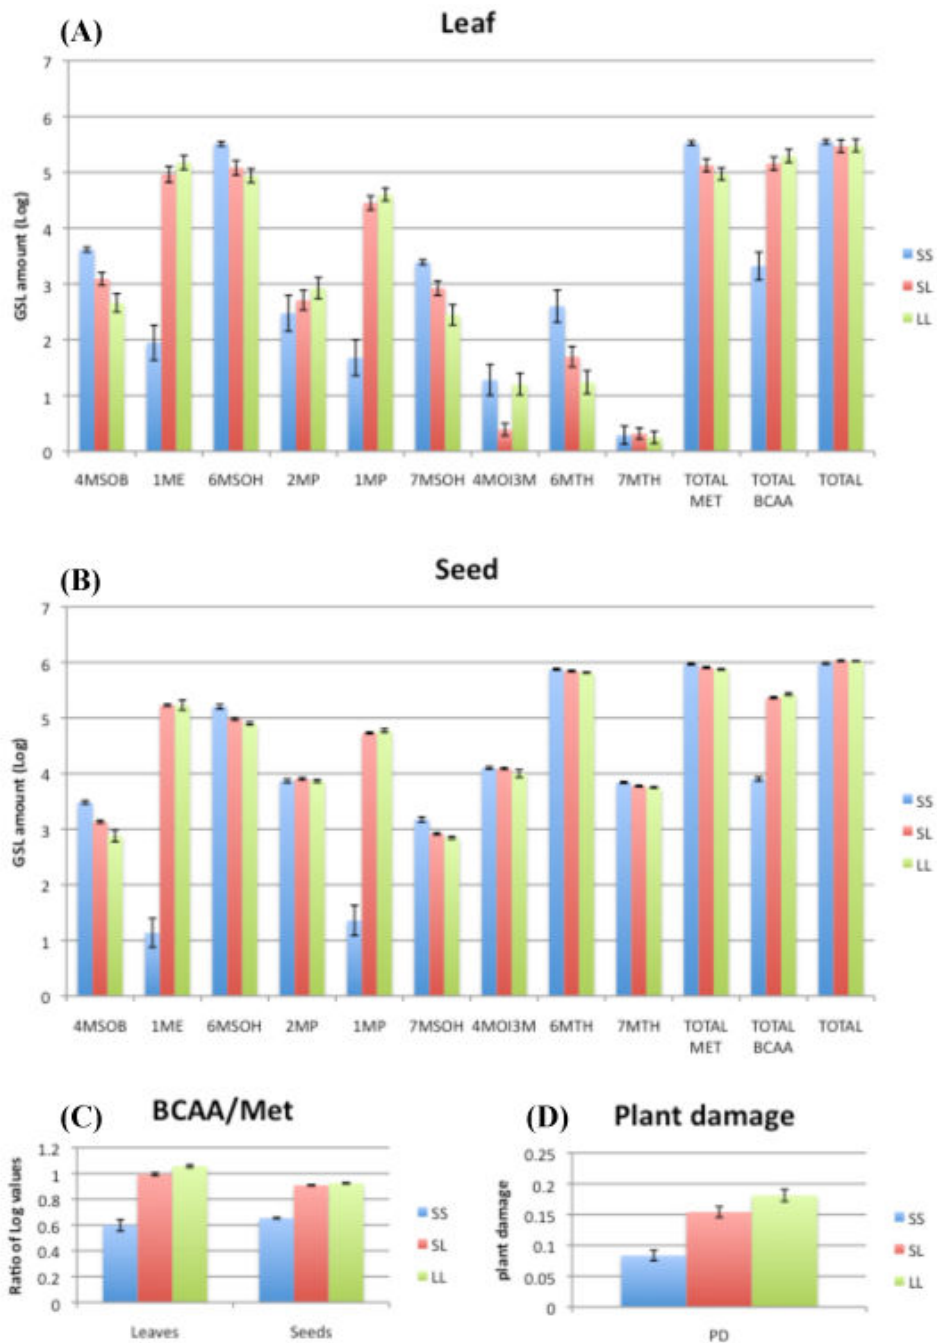 (A) Leaf
GSL amount (Log)
7
6
5
4
3
2
1
0
SS
SL
LL
4MSOB 1ME 6MSOH 2MP 1MP 7MSOH 4MOI3M 6MTH 7MTH TOTAL TOTAL TOTAL
MET BCAA
(B) Seed
GSL amount (Log)
7
6
5
4
3
2
1
0
SS
SL
LL
4MSOB 1ME 6MSOH 2MP 1MP 7MSOH 4MOI3M 6MTH 7MTH TOTAL TOTAL TOTAL
MET BCAA
(C) BCAA/Met
Ratio of Log values
1.2
1
0.8
0.6
0.4
0.2
0
SS
SL
LL
Leaves Seeds
(D) Plant damage
plant damage
0.25
0.2
0.15
0.1
0.05
0
SS
SL
LL
PD